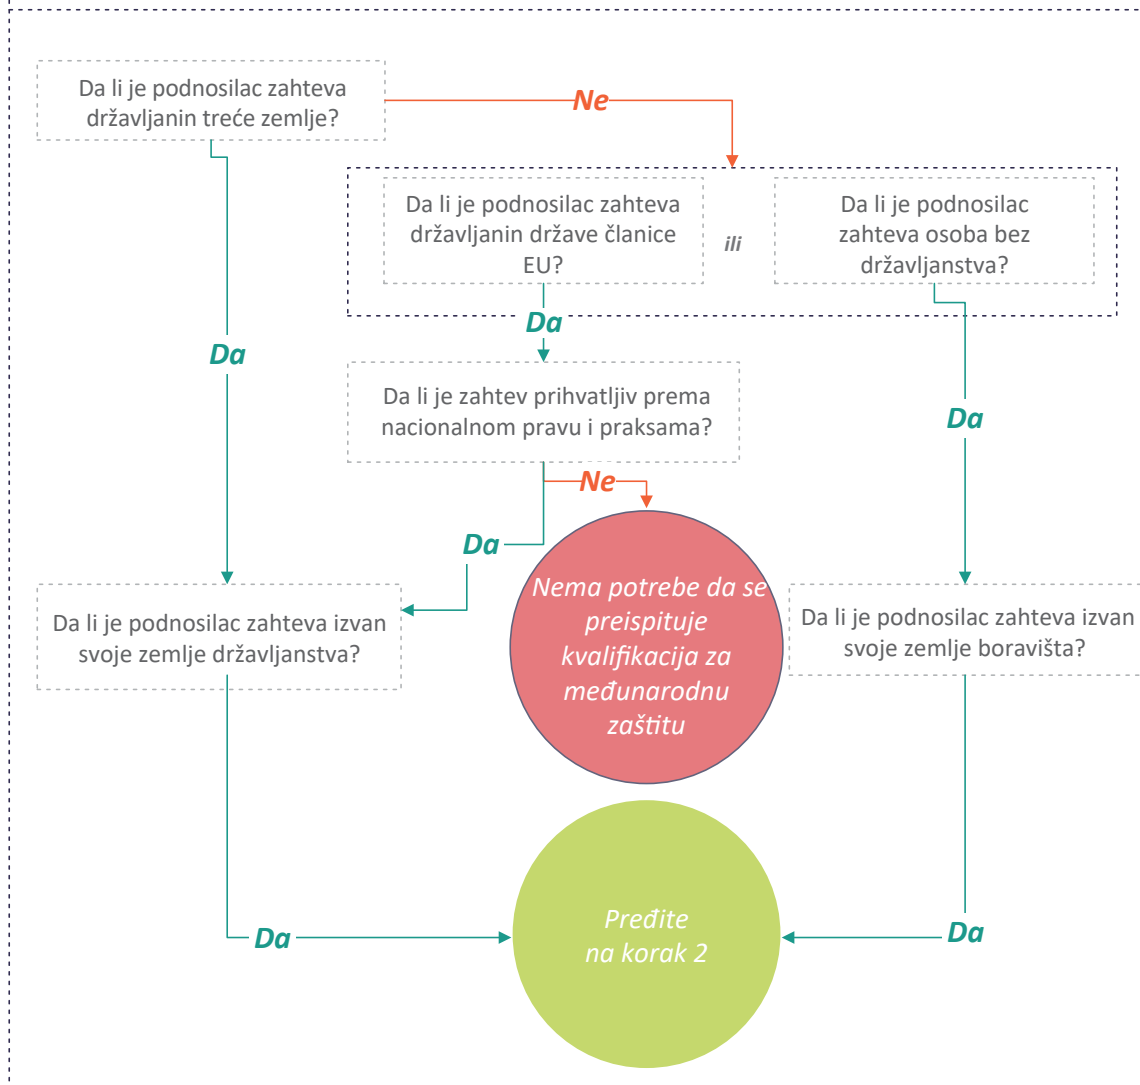 Da li je podnosilac zahteva
državljanin treće zemlje?
Ne
Da li je podnosilac zahteva
državljanin države članice
EU?
ili
Da li je podnosilac
zahteva osoba bez
državljanstva?
Da
Da
Da li je zahtev prihvatljiv prema
nacionalnom pravu i praksama?
Da
Ne
Da
Nema potrebe da se
preispituje
kvalifikacija za
međunarodnu
zaštitu
Da li je podnosilac zahteva izvan
svoje zemlje državljanstva?
Da li je podnosilac zahteva izvan
svoje zemlje boravišta?
Da
Pređite
na korak 2
Da